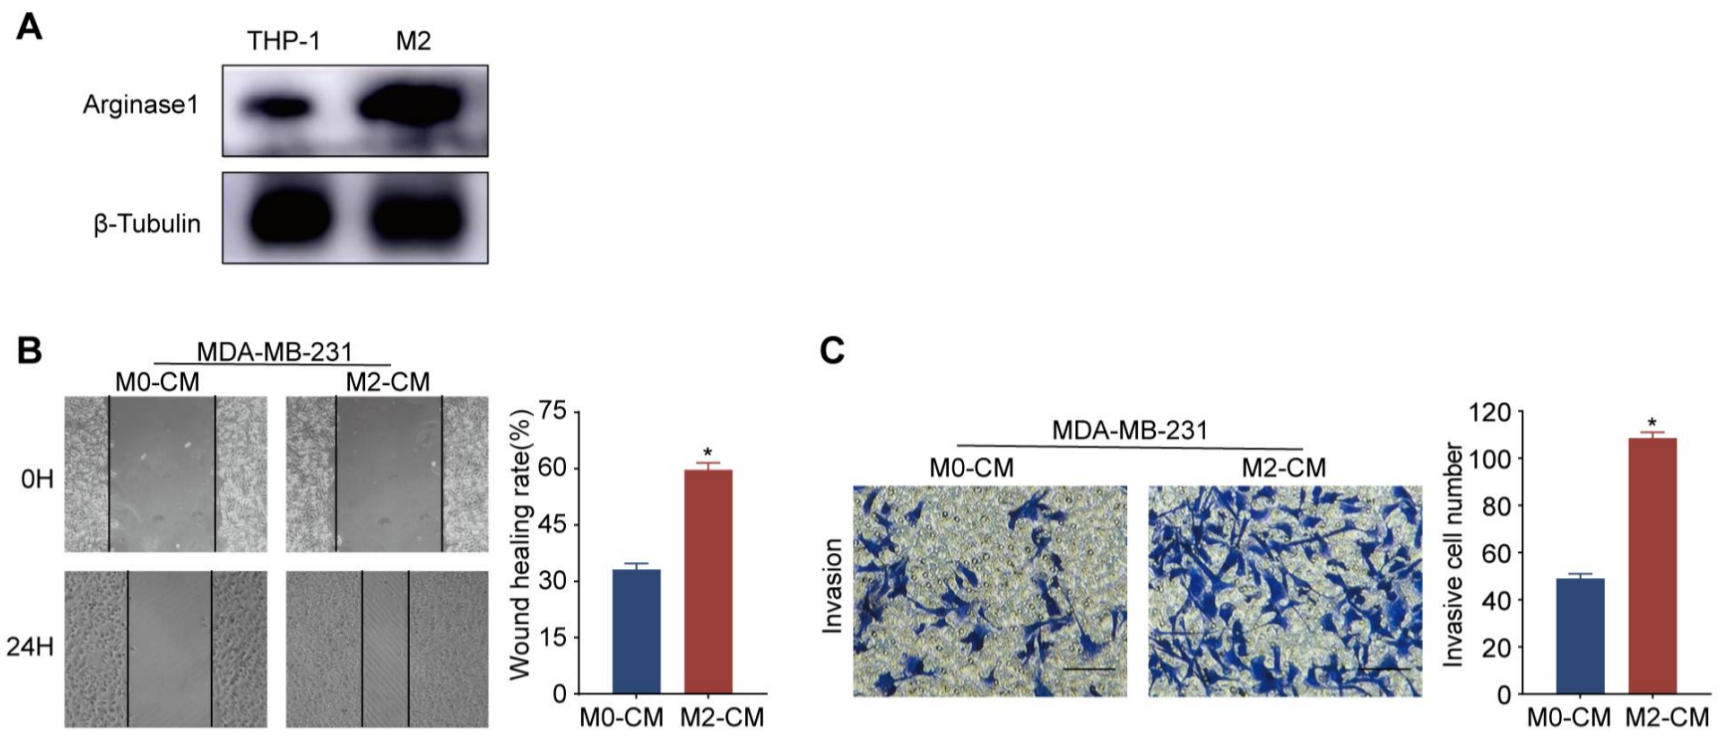 A
THP-1 M2
Arginase1
β-Tubulin
B
MDA-MB-231
M0-CM M2-CM
0H
24H
Wound healing rate(%)
75
60
45
30
15
0
*
M0-CM M2-CM
C
MDA-MB-231
M0-CM M2-CM
Invasion
Invasive cell number
120
100
80
60
40
20
0
*
M0-CM M2-CM